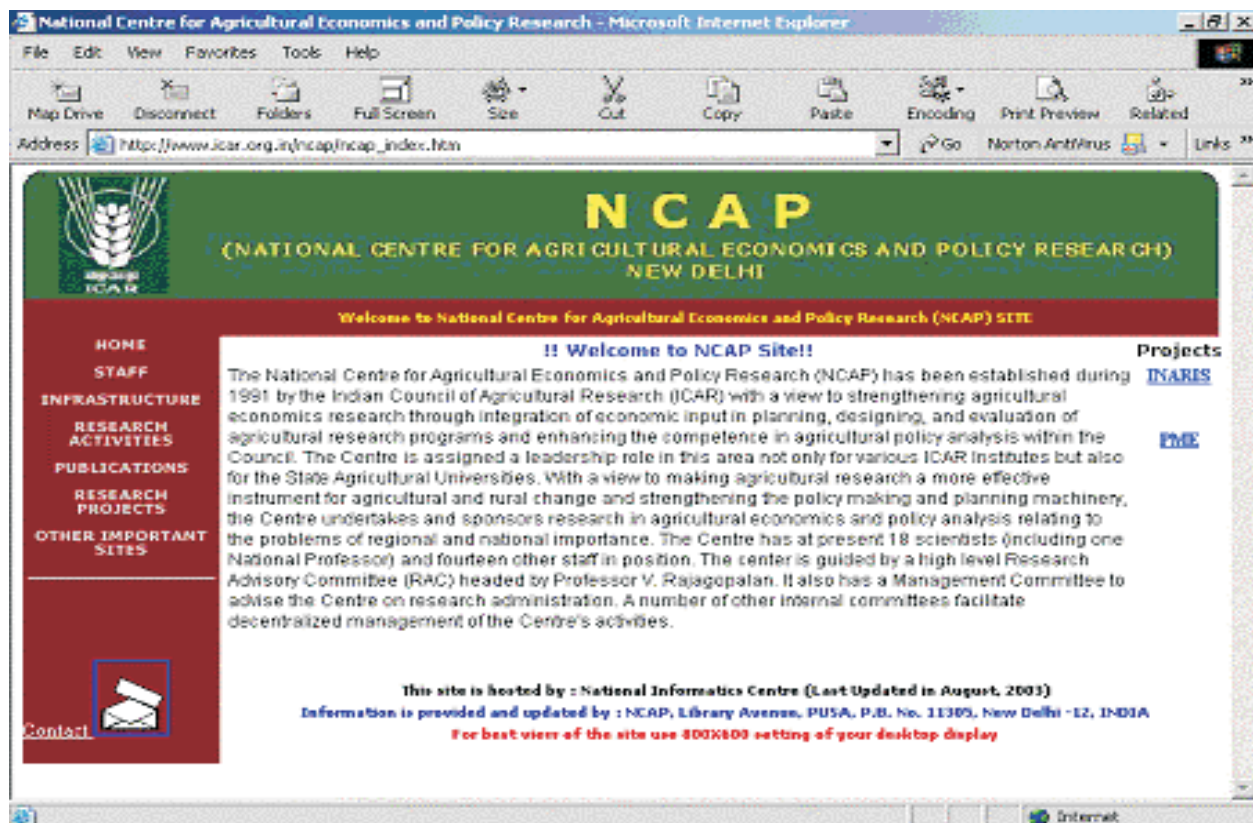 National Centre for Agricultural Economics and Policy Research - Microsoft Internet Explorer
File Edit View Favorites Tools Help
Map Drive Disconnect Folders Full Screen Size Cut Copy Paste Encoding Print Preview Related
Address http://www.icar.org.in/ncap/ncap_index.htm Go Norton AntiVirus Links
NCAP
(NATIONAL CENTRE FOR AGRICULTURAL ECONOMICS AND POLICY RESEARCH)
NEW DELHI
ICAR
Welcome to National Centre for Agricultural Economics and Policy Research (NCAP) SITE
HOME
STAFF
INFRASTRUCTURE
RESEARCH
ACTIVITIES
PUBLICATIONS
RESEARCH
PROJECTS
OTHER IMPORTANT
SITES
Contact
!! Welcome to NCAP Site!!
The National Centre for Agricultural Economics and Policy Research (NCAP) has been established during
1991 by the Indian Council of Agricultural Research (ICAR) with a view to strengthening agricultural
economics research through integration of economic input in planning, designing, and evaluation of
agricultural research programs and enhancing the competence in agricultural policy analysis within the
Council. The Centre is assigned a leadership role in this area not only for various ICAR Institutes but also
for the State Agricultural Universities. With a view to making agricultural research a more effective
instrument for agricultural and rural change and strengthening the policy making and planning machinery,
the Centre undertakes and sponsors research in agricultural economics and policy analysis relating to
the problems of regional and national importance. The Centre has at present 18 scientists (including one
National Professor) and fourteen other staff in position. The center is guided by a high level Research
Advisory Committee (RAC) headed by Professor V. Rajagopalan. It also has a Management Committee to
advise the Centre on research administration. A number of other internal committees facilitate
decentralized management of the Centre's activities.
Projects
INARIS
PME
This site is hosted by : National Informatics Centre (Last Updated in August, 2003)
Information is provided and updated by : NCAP, Library Avenue, PUSA, P.B. No. 11305, New Delhi -12, INDIA
For best view of the site use 800X600 setting of your desktop display
Internet